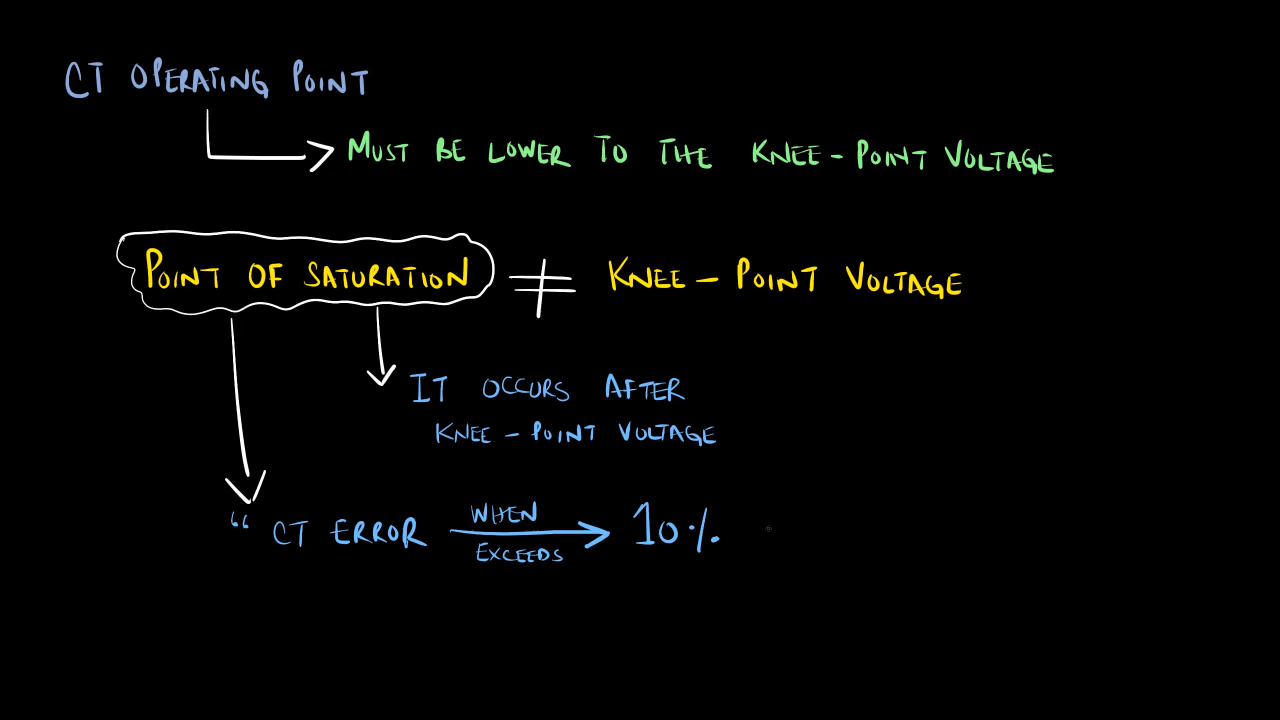 CT OPERATING POINT
MUST BE LOWER TO THE KNEE-POINT VOLTAGE
POINT OF SATURATION ≠ KNEE-POINT VOLTAGE
IT OCCURS AFTER
KNEE-POINT VOLTAGE
“ CT ERROR WHEN EXCEEDS 10%